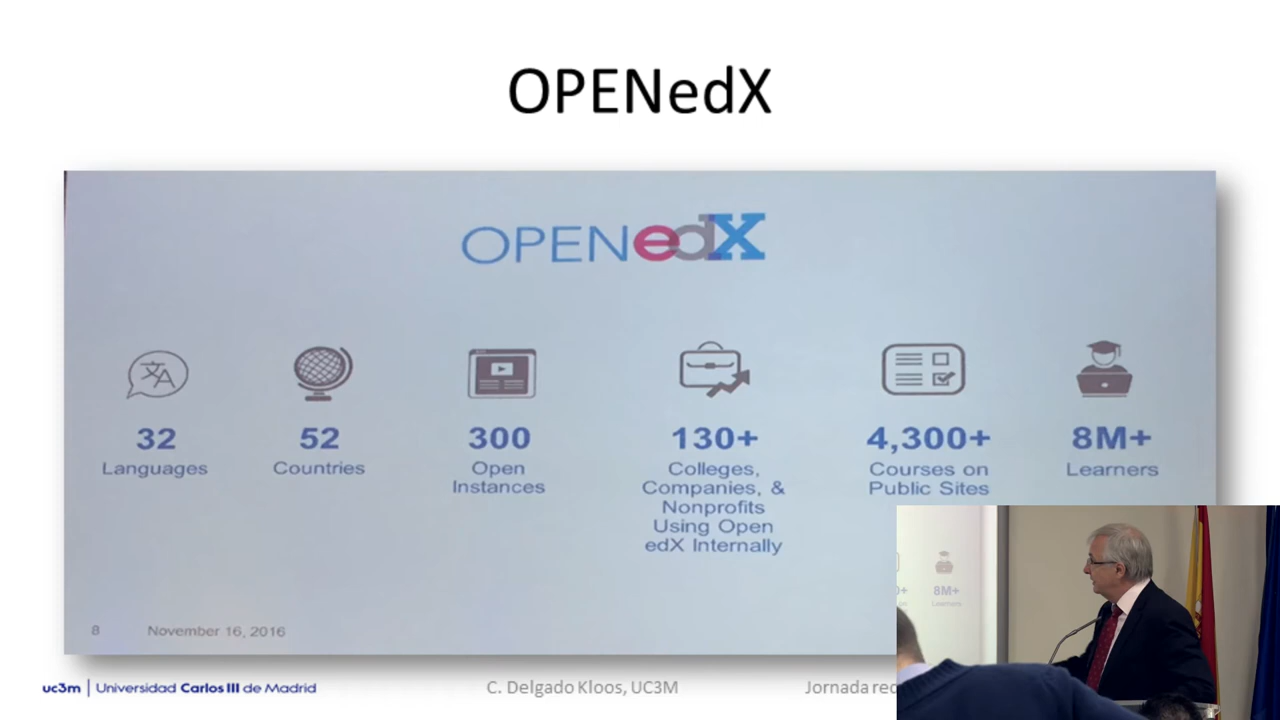 OPENedX
OPENedX
32
Languages
52
Countries
300
Open
Instances
130+
Colleges,
Companies, &
Nonprofits
Using Open
edX Internally
4,300+
Courses on
Public Sites
8M+
Learners
8
November 16, 2016
uc3m | Universidad Carlos III de Madrid
C. Delgado Kloos, UC3M
Jornada
8M+
Learners